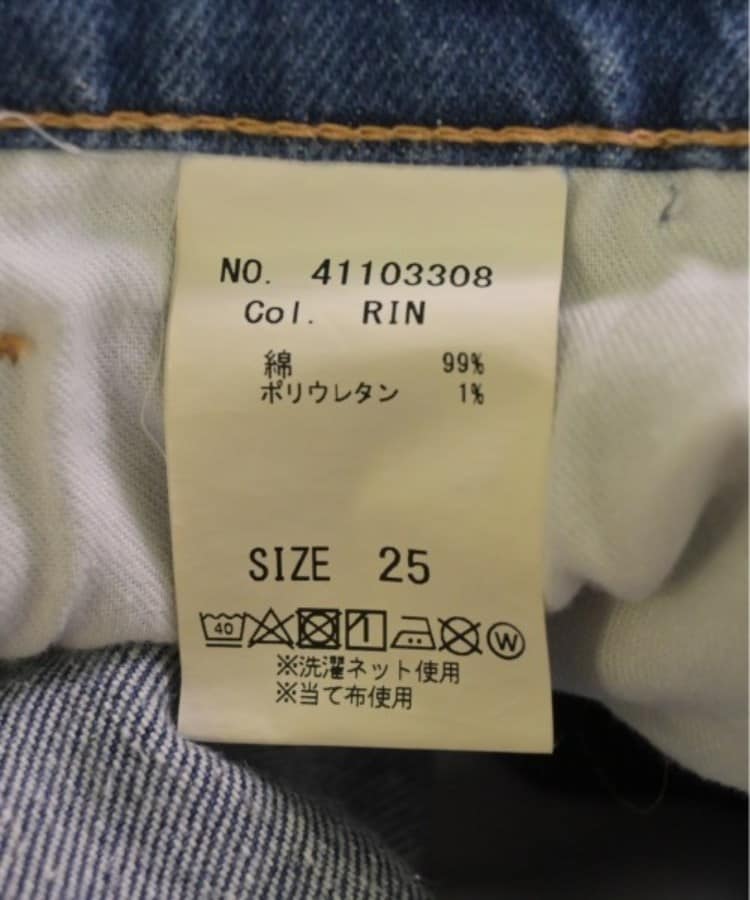 NO. 41103308
Col. RIN
綿 99%
ポリウレタン 1%
SIZE 25
40 W
※洗濯ネット使用
※当て布使用